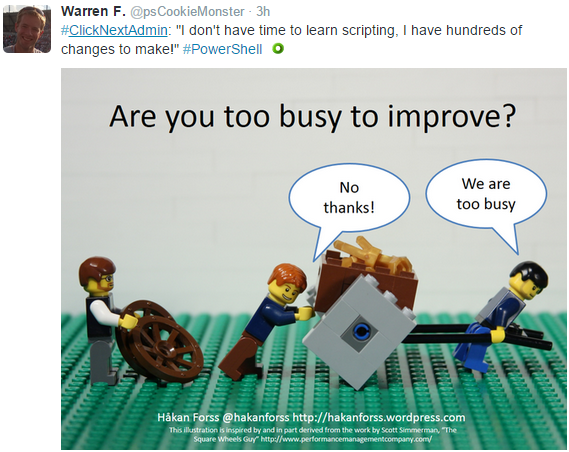 Warren F. @psCookieMonster · 3h
#ClickNextAdmin: "I don't have time to learn scripting, I have hundreds of
changes to make!" #PowerShell
Are you too busy to improve?
No
thanks!
We are
too busy
Håkan Forss @hakanforss http://hakanforss.wordpress.com
This illustration is inspired by and in part derived from the work by Scott Simmerman, "The
Square Wheels Guy" http://www.performancemanagementcompany.com/